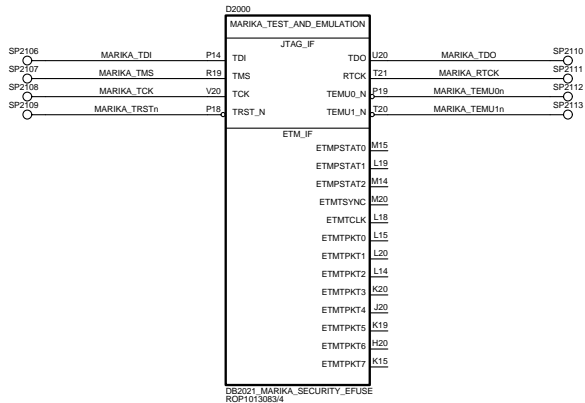 D2000
MARIKA_TEST_AND_EMULATION
JTAG_IF
SP2106 MARIKA_TDI P14 TDI TDO U20 MARIKA_TDO SP2110
SP2107 MARIKA_TMS R19 TMS RTCK T21 MARIKA_RTCK SP2111
SP2108 MARIKA_TCK V20 TCK TEMU0_N P19 MARIKA_TEMU0n SP2112
SP2109 MARIKA_TRSTn P18 TRST_N TEMU1_N T20 MARIKA_TEMU1n SP2113
ETM_IF
ETMPSTAT0 M15
ETMPSTAT1 L19
ETMPSTAT2 M14
ETMTSYNC M20
ETMTCLK L18
ETMTPKT0 L15
ETMTPKT1 L20
ETMTPKT2 L14
ETMTPKT3 K20
ETMTPKT4 J20
ETMTPKT5 K19
ETMTPKT6 H20
ETMTPKT7 K15
DB2021_MARIKA_SECURITY_EFUSE
ROP1013083/4